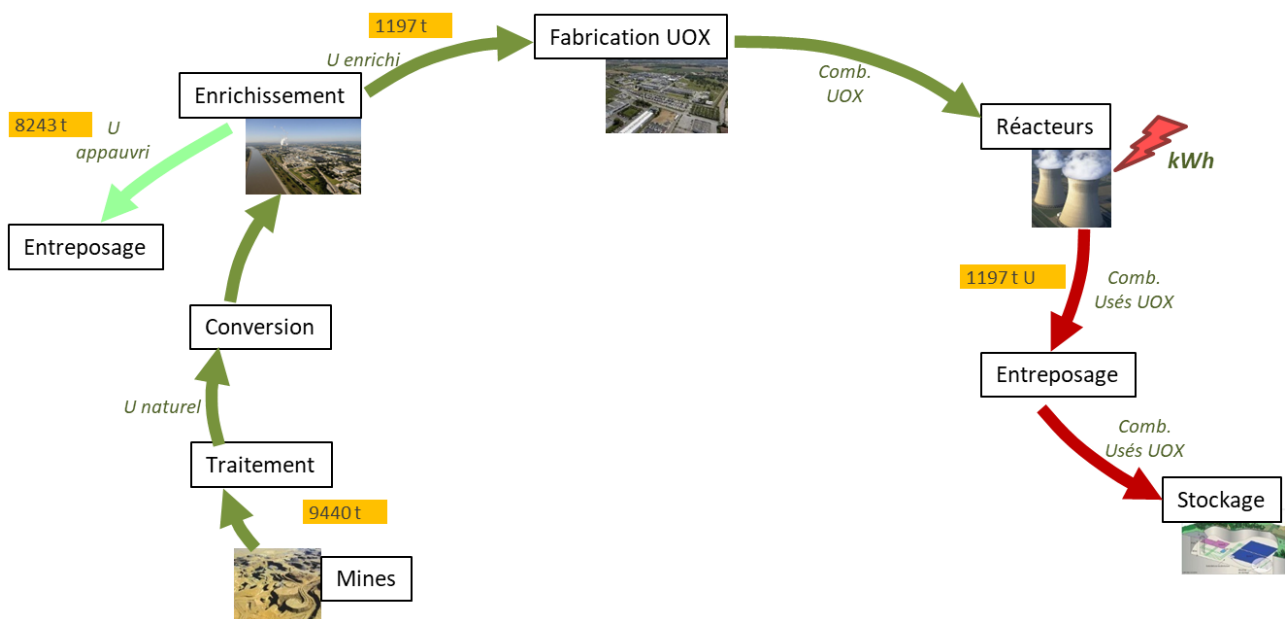 1197 t
U enrichi
Fabrication UOX
Comb.
UOX
Enrichissement
8243 t
U
appauvri
Réacteurs
kWh
Entreposage
1197 t U
Comb.
Usés UOX
Conversion
Entreposage
U naturel
Comb.
Usés UOX
Traitement
Stockage
9440 t
Mines